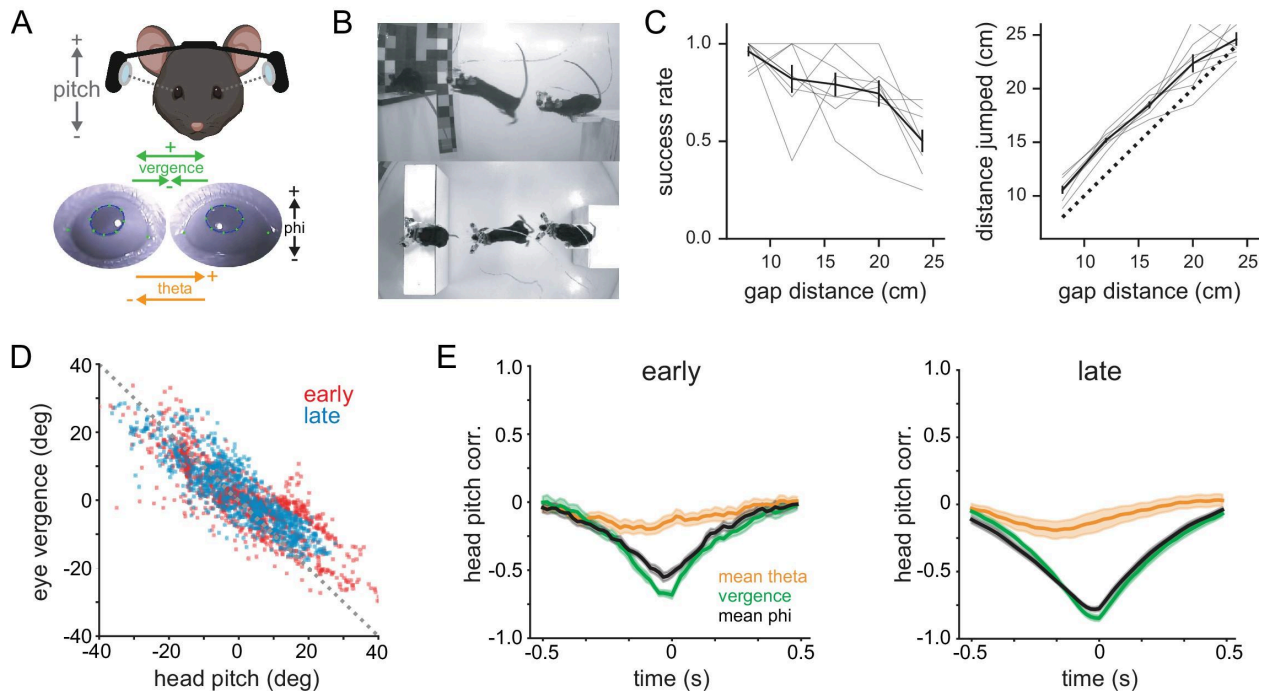 A
+
pitch
-
+
vergence
-
+
phi
-
+
theta
-
B
C
success rate
1.0
0.5
0.0
10 15 20 25
gap distance (cm)
distance jumped (cm)
25
20
15
10
10 15 20 25
gap distance (cm)
D
eye vergence (deg)
40
20
0
-20
-40
early
late
-40 -20 0 20 40
head pitch (deg)
E
early
head pitch corr.
1.0
0.5
0
-0.5
-1.0
mean theta
vergence
mean phi
-0.5 0 0.5
time (s)
late
head pitch corr.
1.0
0.5
0
-0.5
-1.0
-0.5 0 0.5
time (s)